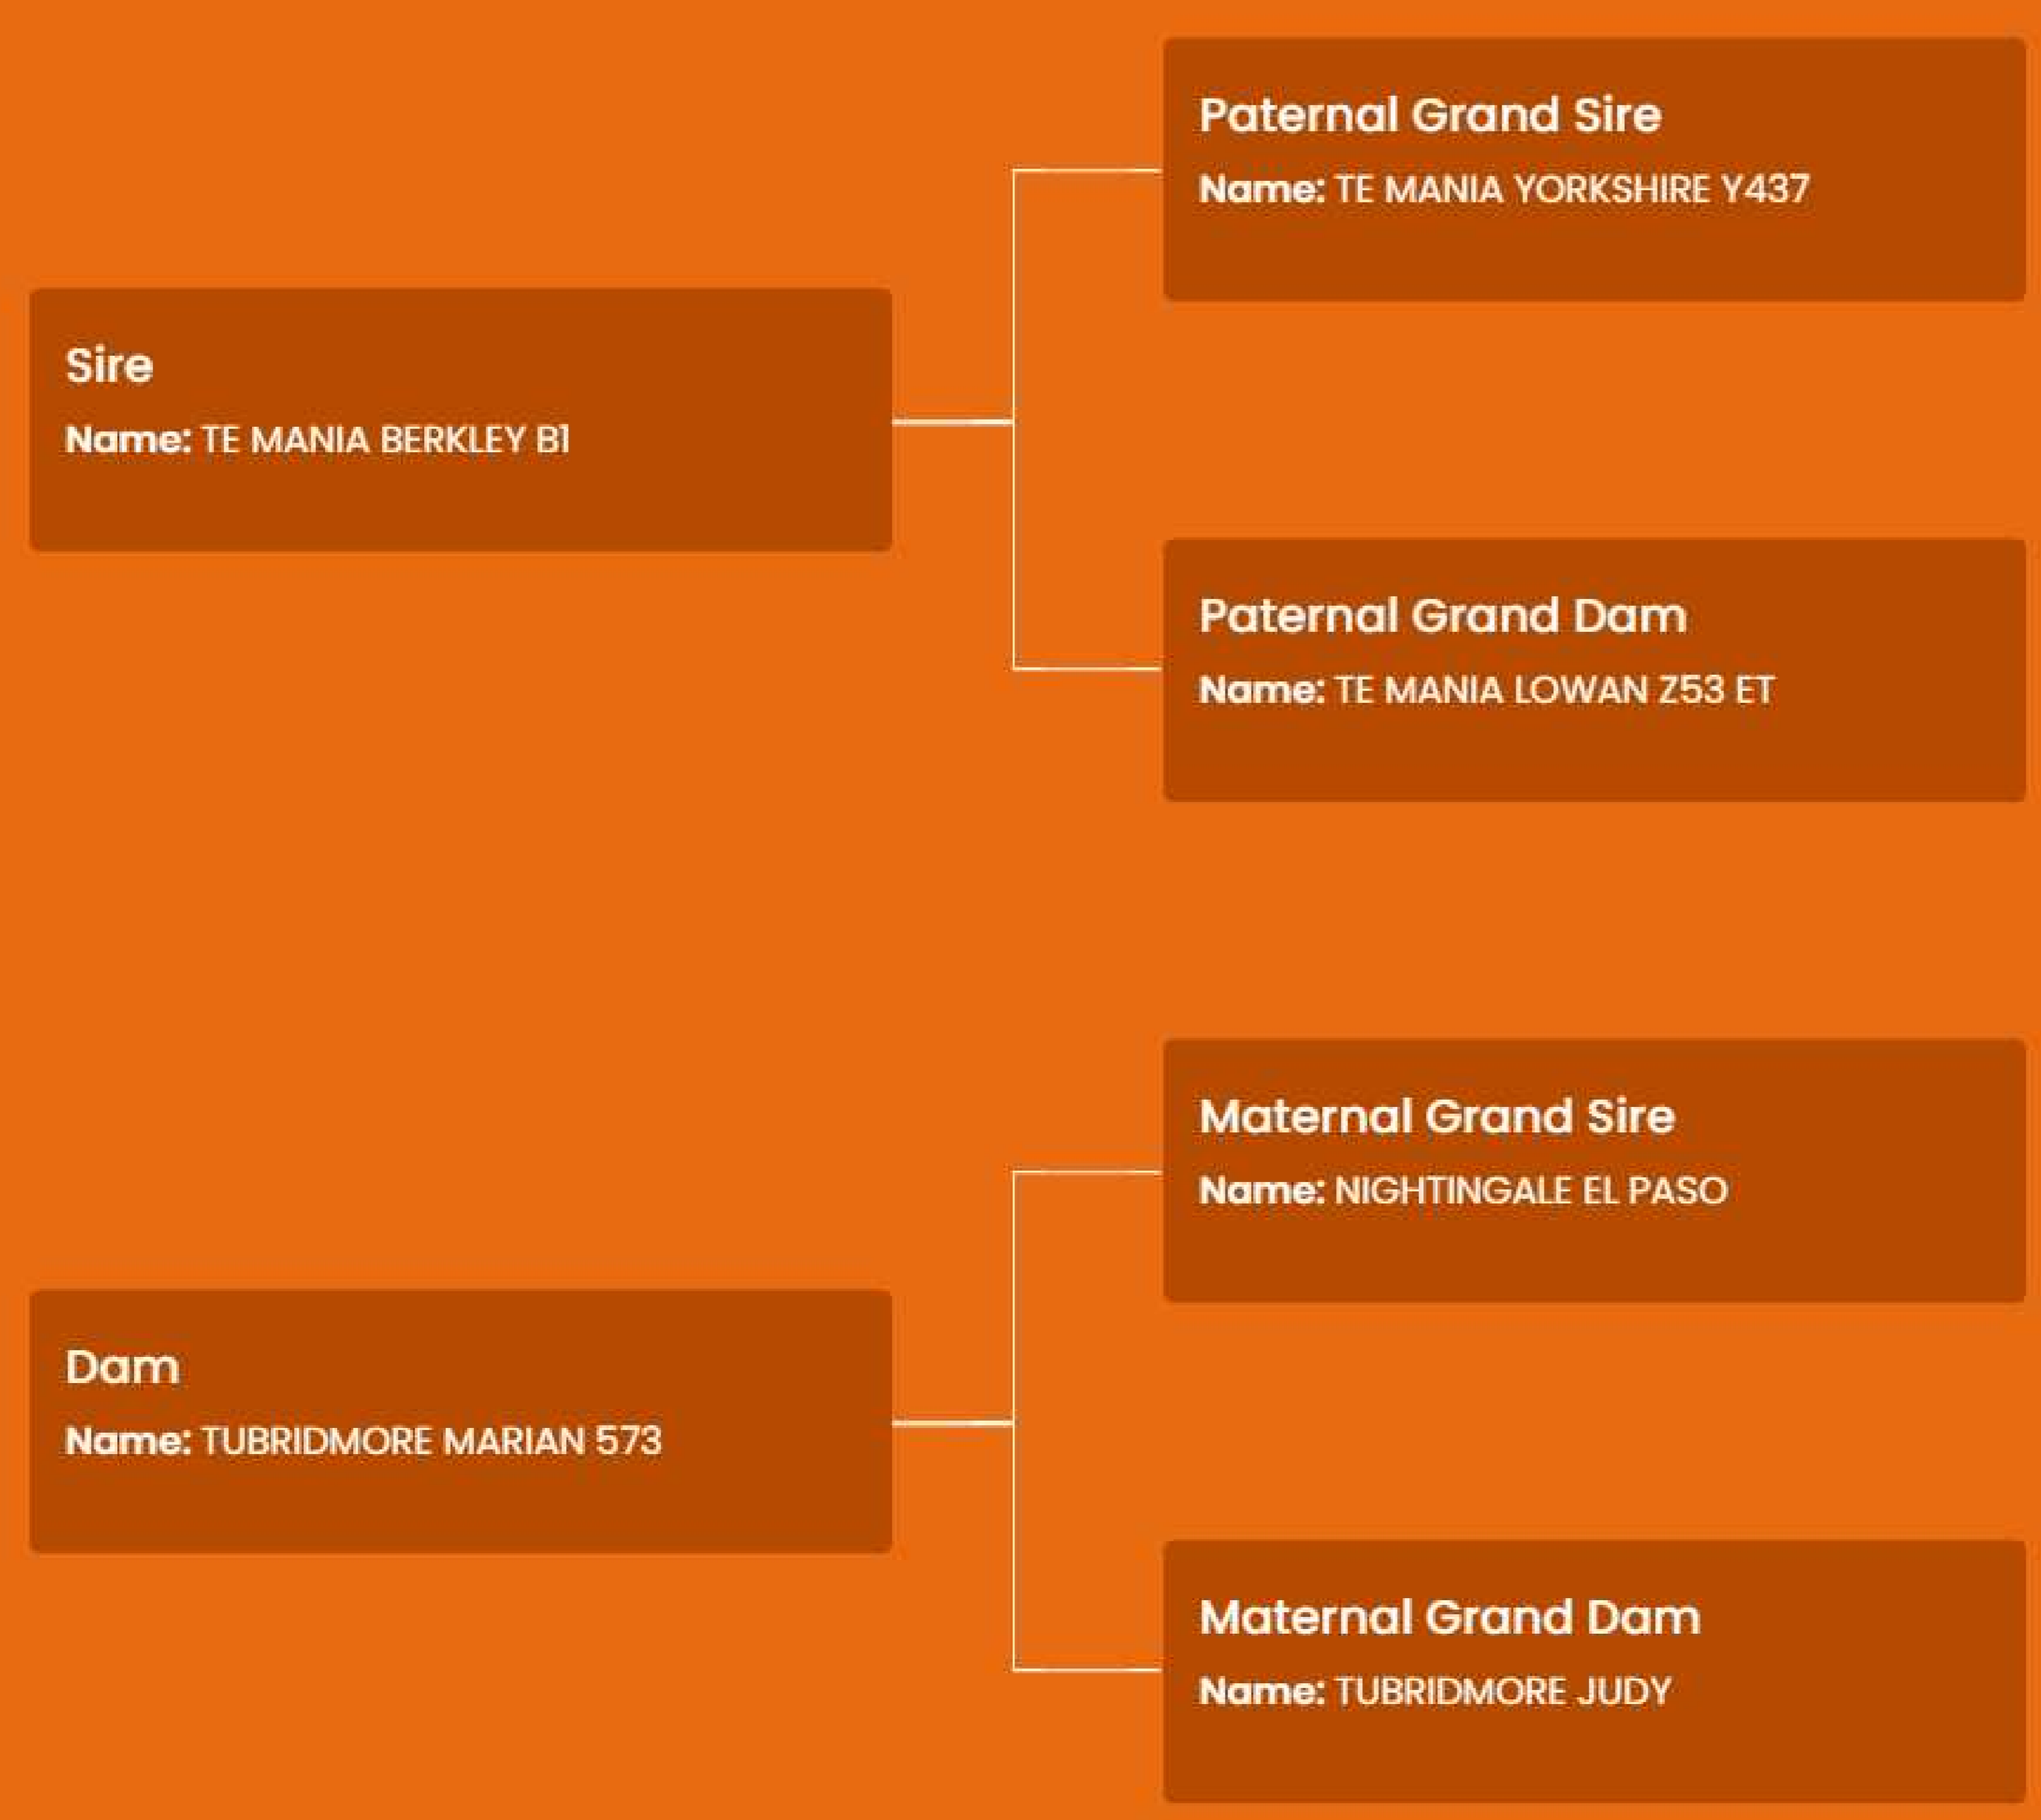 Paternal Grand Sire
Name: TE MANIA YORKSHIRE Y437
Sire
Name: TE MANIA BERKLEY B1
Paternal Grand Dam
Name: TE MANIA LOWAN Z53 ET
Maternal Grand Sire
Name: NIGHTINGALE EL PASO
Dam
Name: TUBRIDMORE MARIAN 573
Maternal Grand Dam
Name: TUBRIDMORE JUDY